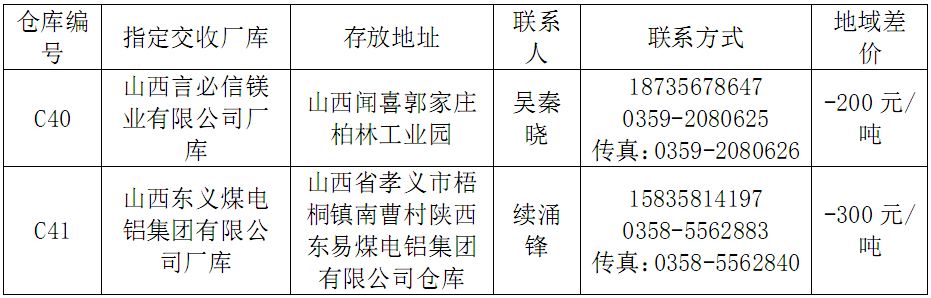 仓库编
号
指定交收厂库
存放地址
联系
人
联系方式
地域差
价
C40
山西言必信镁
业有限公司厂
库
山西闻喜郭家庄
柏林工业园
吴秦
晓
18735678647
0359-2080625
传真:0359-2080626
-200 元/
吨
C41
山西东义煤电
铝集团有限公
司厂库
山西省孝义市梧
桐镇南曹村陕西
东易煤电铝集团
有限公司仓库
续涌
锋
15835814197
0358-5562883
传真:0358-5562840
-300 元/
吨